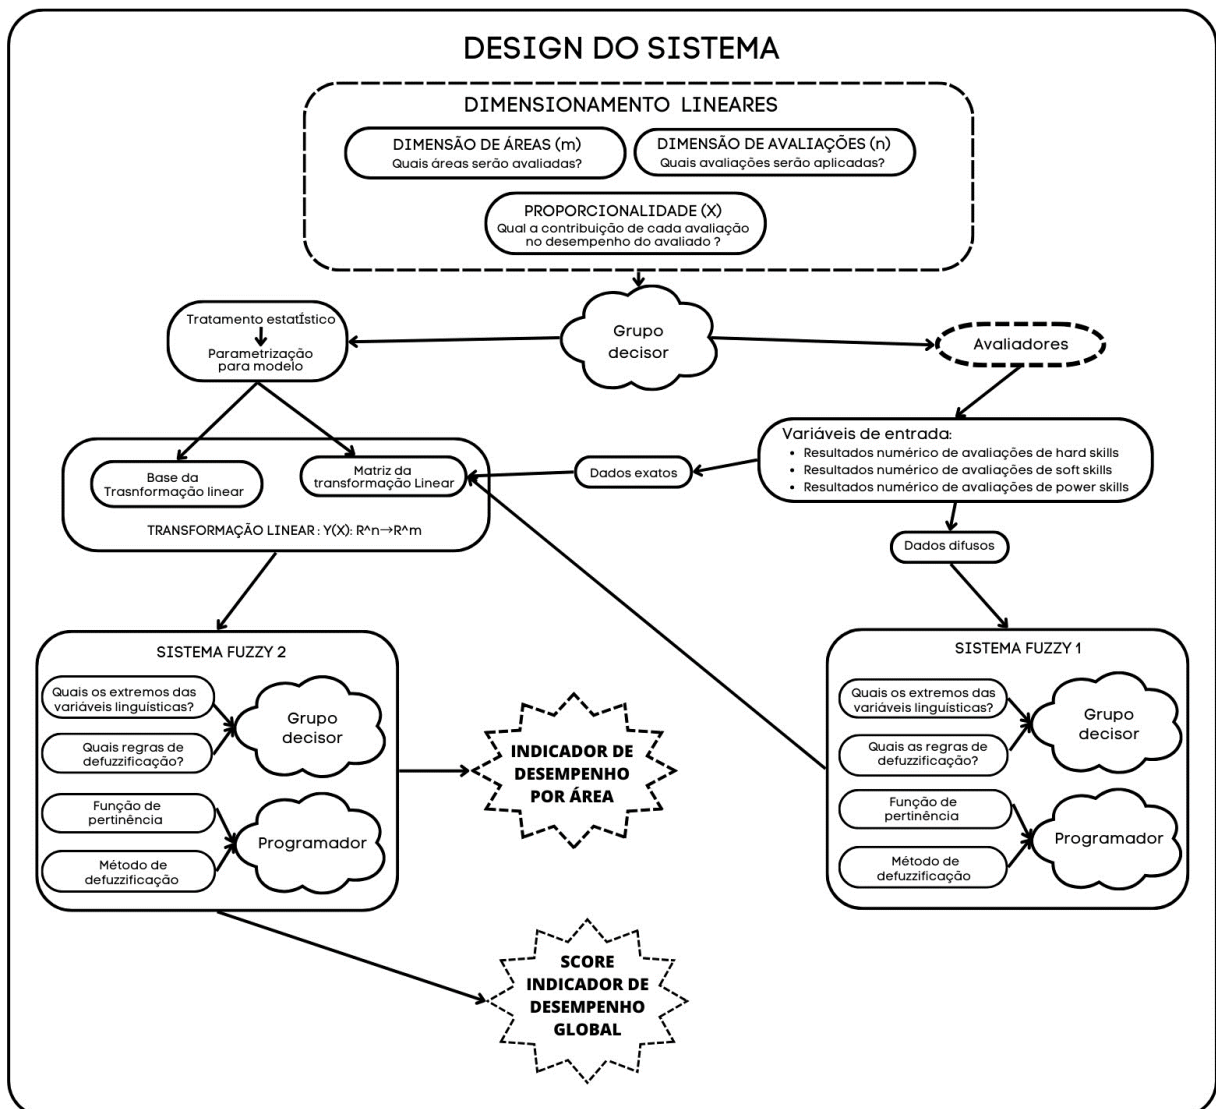 DESIGN DO SISTEMA
DIMENSIONAMENTO LINEARES
DIMENSÃO DE ÁREAS (m)
Quais áreas serão avaliadas?
DIMENSÃO DE AVALIAÇÕES (n)
Quais avaliações serão aplicadas?
PROPORCIONALIDADE (X)
Qual a contribuição de cada avaliação
no desempenho do avaliado ?
Grupo
decisor
Tratamento estatÍstico
Parametrização
para modelo
Avaliadores
Variáveis de entrada:
• Resultados numérico de avaliações de hard skills
• Resultados numérico de avaliações de soft skills
• Resultados numérico de avaliações de power skills
Dados exatos
Base da
Trasnformação linear
Matriz da
transformação Linear
TRANSFORMAÇÃO LINEAR : Y(X): R^n→R^m
Dados difusos
SISTEMA FUZZY 2
Quais os extremos das
variáveis linguísticas?
Quais regras de
defuzzificação?
Grupo
decisor
Função de
pertinência
Método de
defuzzificação
Programador
SISTEMA FUZZY 1
Quais os extremos das
variáveis linguísticas?
Quais as regras de
defuzzificação?
Grupo
decisor
Função de
pertinência
Método de
defuzzificação
Programador
INDICADOR DE
DESEMPENHO
POR ÁREA
SCORE
INDICADOR DE
DESEMPENHO
GLOBAL